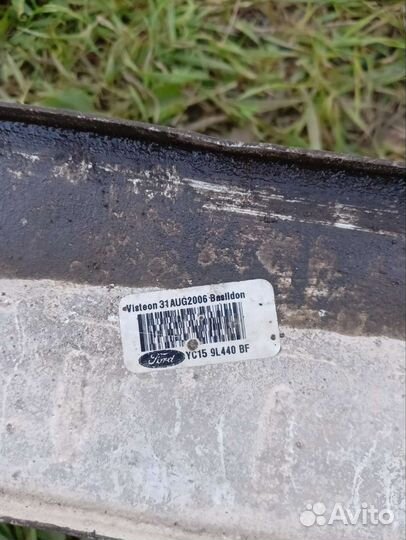 Visteon 31AUG2006 Basildon
Ford YC15 9L440 BF
Avito